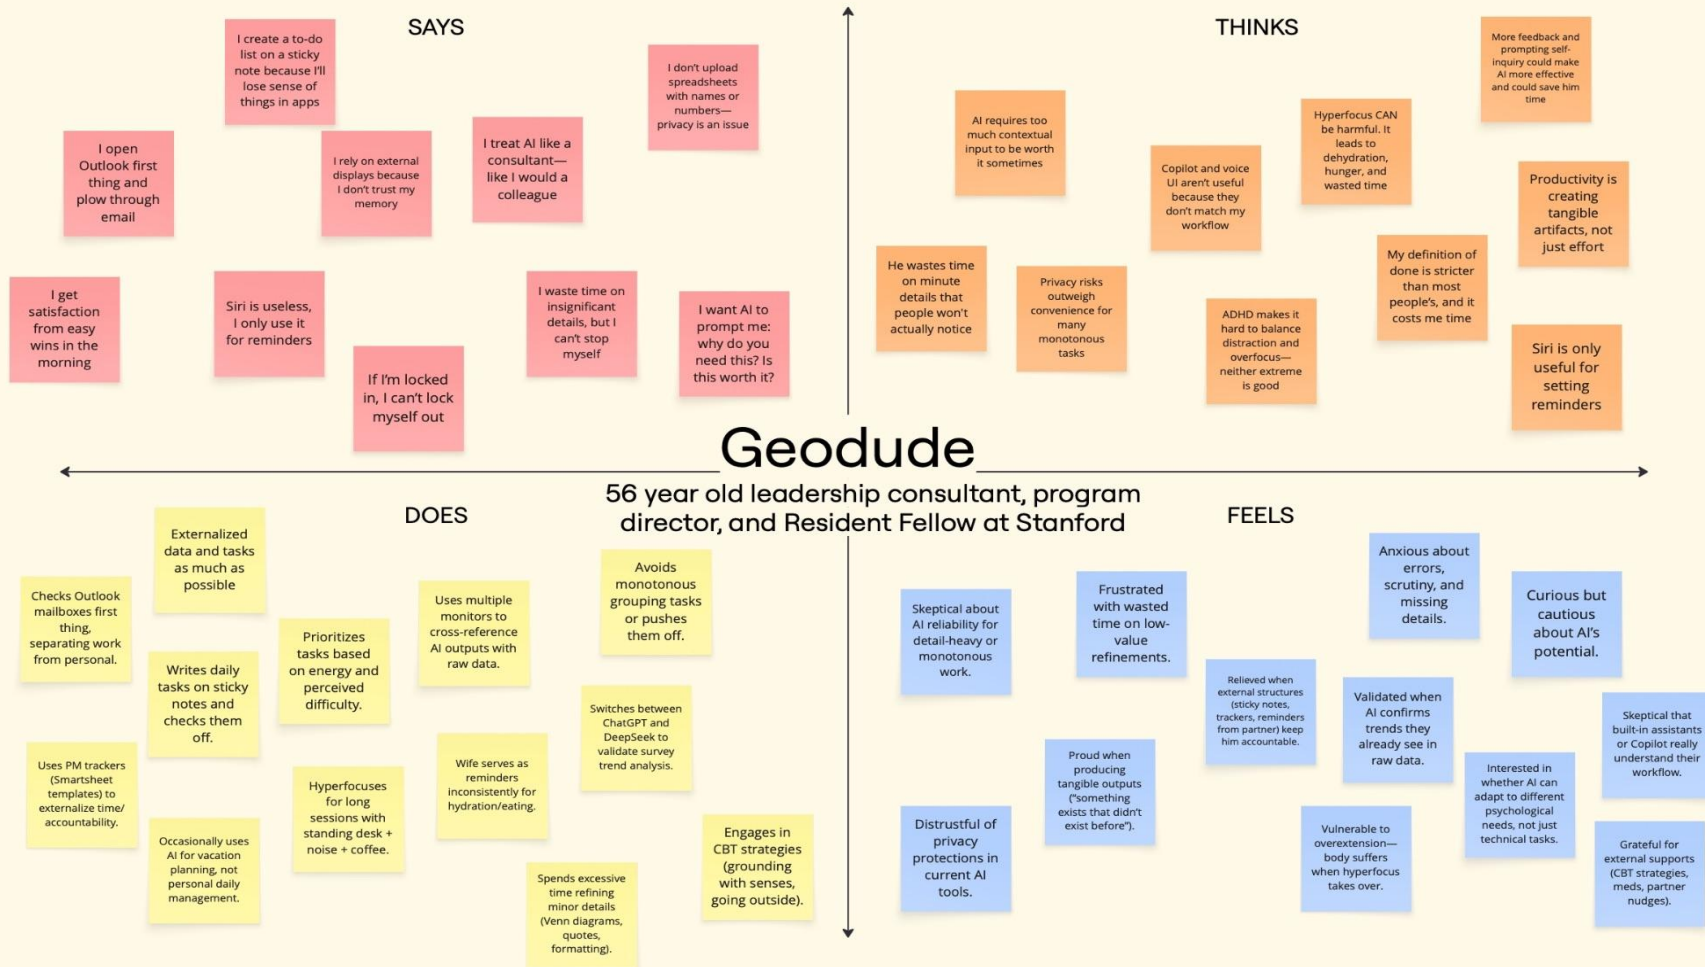 SAYS
I create a to-do
list on a sticky
note because I'll
lose sense of
things in apps
I don't upload
spreadsheets
with names or
numbers—
privacy is an issue
I open
Outlook first
thing and
plow through
email
I rely on external
displays because
I don't trust my
memory
I treat AI like a
consultant—
like I would a
colleague
I get
satisfaction
from easy
wins in the
morning
Siri is useless,
I only use it
for reminders
If I'm locked
in, I can't lock
myself out
I waste time on
insignificant
details, but I
can't stop
myself
I want AI to
prompt me:
why do you
need this? Is
this worth it?
THINKS
More feedback and
prompting self-
inquiry could make
AI more effective
and could save him
time
AI requires too
much contextual
input to be worth
it sometimes
Copilot and voice
UI aren't useful
because they
don't match my
workflow
Hyperfocus CAN
be harmful. It
leads to
dehydration,
hunger, and
wasted time
Productivity is
creating
tangible
artifacts, not
just effort
He wastes time
on minute
details that
people won't
actually notice
Privacy risks
outweigh
convenience for
many
monotonous
tasks
ADHD makes it
hard to balance
distraction and
overfocus—
neither extreme
is good
My definition of
done is stricter
than most
people's, and it
costs me time
Siri is only
useful for
setting
reminders
Geodude
56 year old leadership consultant, program
director, and Resident Fellow at Stanford
DOES
Externalized
data and tasks
as much as
possible
Checks Outlook
mailboxes first
thing,
separating work
from personal.
Writes daily
tasks on sticky
notes and
checks them
off.
Prioritizes
tasks based
on energy and
perceived
difficulty.
Uses multiple
monitors to
cross-reference
AI outputs with
raw data.
Avoids
monotonous
grouping tasks
or pushes
them off.
Switches between
ChatGPT and
DeepSeek to
validate survey
trend analysis.
Uses PM trackers
(Smartsheet
templates) to
externalize time/
accountability.
Occasionally uses
AI for vacation
planning, not
personal daily
management.
Hyperfocuses
for long
sessions with
standing desk +
noise + coffee.
Wife serves as
reminders
inconsistently for
hydration/eating.
Spends excessive
time refining
minor details
(Venn diagrams,
quotes,
formatting).
Engages in
CBT strategies
(grounding
with senses,
going outside).
FEELS
Skeptical about
AI reliability for
detail-heavy or
monotonous
work.
Frustrated
with wasted
time on low-
value
refinements.
Anxious about
errors,
scrutiny, and
missing
details.
Curious but
cautious
about AI's
potential.
Relieved when
external structures
(sticky notes,
trackers, reminders
from partner) keep
him accountable.
Validated when
AI confirms
trends they
already see in
raw data.
Skeptical that
built-in assistants
or Copilot really
understand their
workflow.
Proud when
producing
tangible outputs
("something
exists that didn't
exist before").
Interested in
whether AI can
adapt to different
psychological
needs, not just
technical tasks.
Distrustful of
privacy
protections in
current AI
tools.
Vulnerable to
overextension—
body suffers
when hyperfocus
takes over.
Grateful for
external supports
(CBT strategies,
meds, partner
nudges).